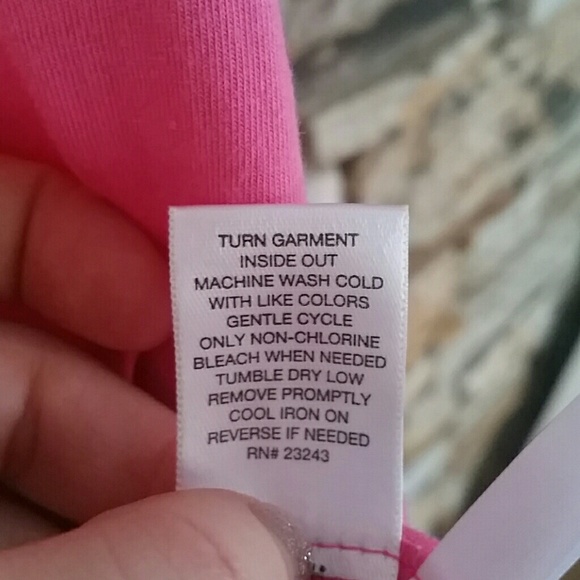 TURN GARMENT
INSIDE OUT
MACHINE WASH COLD
WITH LIKE COLORS
GENTLE CYCLE
ONLY NON-CHLORINE
BLEACH WHEN NEEDED
TUMBLE DRY LOW
REMOVE PROMPTLY
COOL IRON ON
REVERSE IF NEEDED
RN# 23243